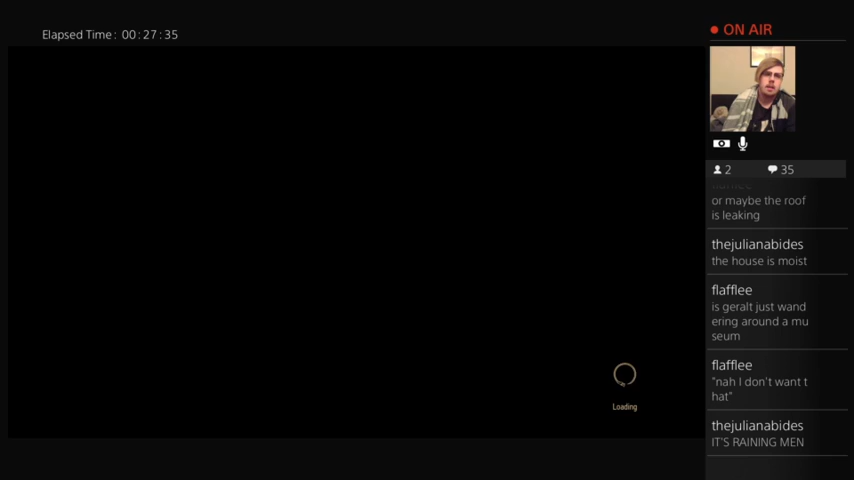 Elapsed Time: 00:27:35
ON AIR
2 35
or maybe the roof
is leaking
thejulianabides
the house is moist
flafflee
is geralt just wand
ering around a mu
seum
flafflee
"nah I don't want t
hat"
thejulianabides
IT'S RAINING MEN
Loading